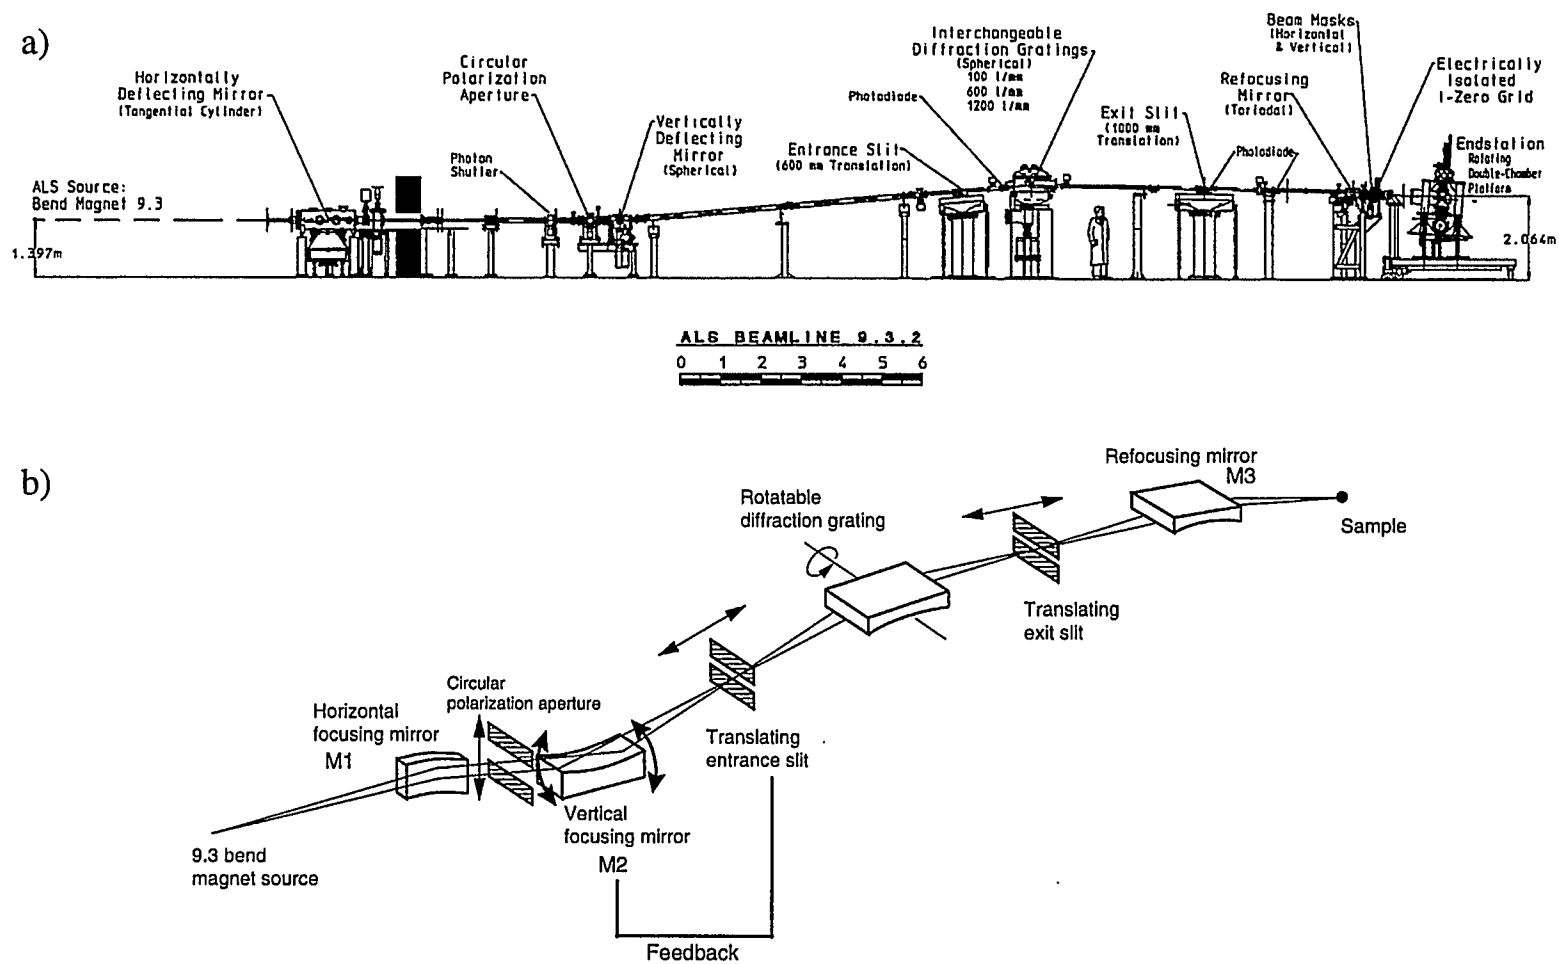 a)
Horizontally
Deflecting Mirror
(Tangential Cylinder)
Circular
Polarization
Aperture
Interchangeable
Diffraction Gratings
(Spherical)
100 l/mm
600 l/mm
1200 l/mm
Beam Masks
(Horizontal
& Vertical)
Electrically
Isolated
I-Zero Grid
Refocusing
Mirror
(Toriodal)
Photodiode
Exit Slit
(1000 mm
Translation)
Vertically
Deflecting
Mirror
(Spherical)
Entrance Slit
(600 mm Translation)
Photon
Shutter
Photodiode
Endstation
Rotating
Double-Chamber
Platform
ALS Source:
Bend Magnet 9.3
1.397m
2.064m
ALS BEAMLINE 9.3.2
0 1 2 3 4 5 6
b)
Refocusing mirror
M3
Rotatable
diffraction grating
Sample
Translating
exit slit
Circular
polarization aperture
Horizontal
focusing mirror
M1
Translating
entrance slit
Vertical
focusing mirror
M2
9.3 bend
magnet source
Feedback